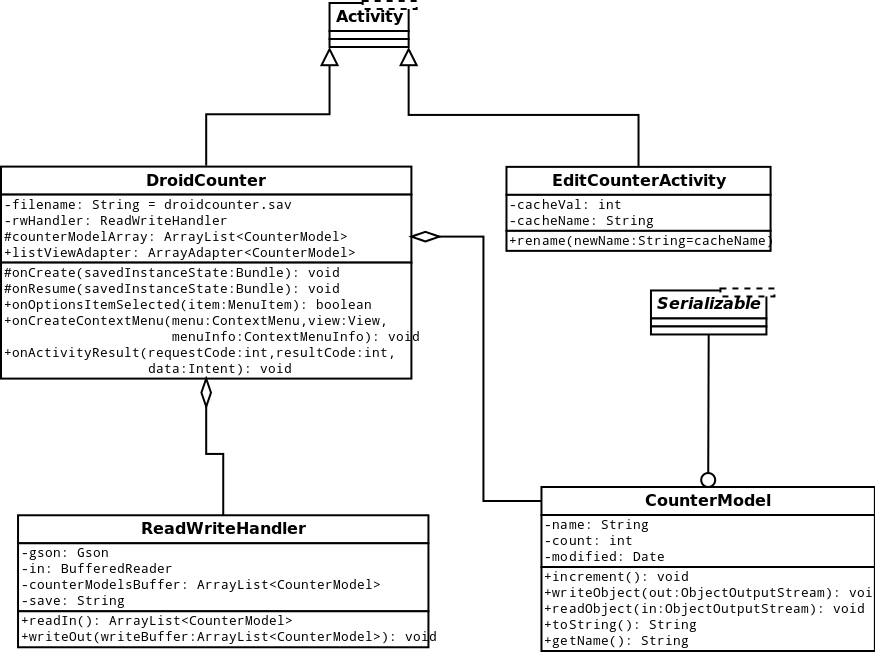 Activity
DroidCounter
-filename: String = droidcounter.sav
-rwHandler: ReadWriteHandler
#counterModelArray: ArrayList<CounterModel>
+listViewAdapter: ArrayAdapter<CounterModel>
#onCreate(savedInstanceState:Bundle): void
#onResume(savedInstanceState:Bundle): void
+onOptionsItemSelected(item:MenuItem): boolean
+onCreateContextMenu(menu:ContextMenu,view:View,
menuInfo:ContextMenuInfo): void
+onActivityResult(requestCode:int,resultCode:int,
data:Intent): void
EditCounterActivity
-cacheVal: int
-cacheName: String
+rename(newName:String=cacheName)
Serializable
ReadWriteHandler
-gson: Gson
-in: BufferedReader
-counterModelsBuffer: ArrayList<CounterModel>
-save: String
+readIn(): ArrayList<CounterModel>
+writeOut(writeBuffer:ArrayList<CounterModel>): void
CounterModel
-name: String
-count: int
-modified: Date
+increment(): void
+writeObject(out:ObjectOutputStream): voi
+readObject(in:ObjectOutputStream): void
+toString(): String
+getName(): String